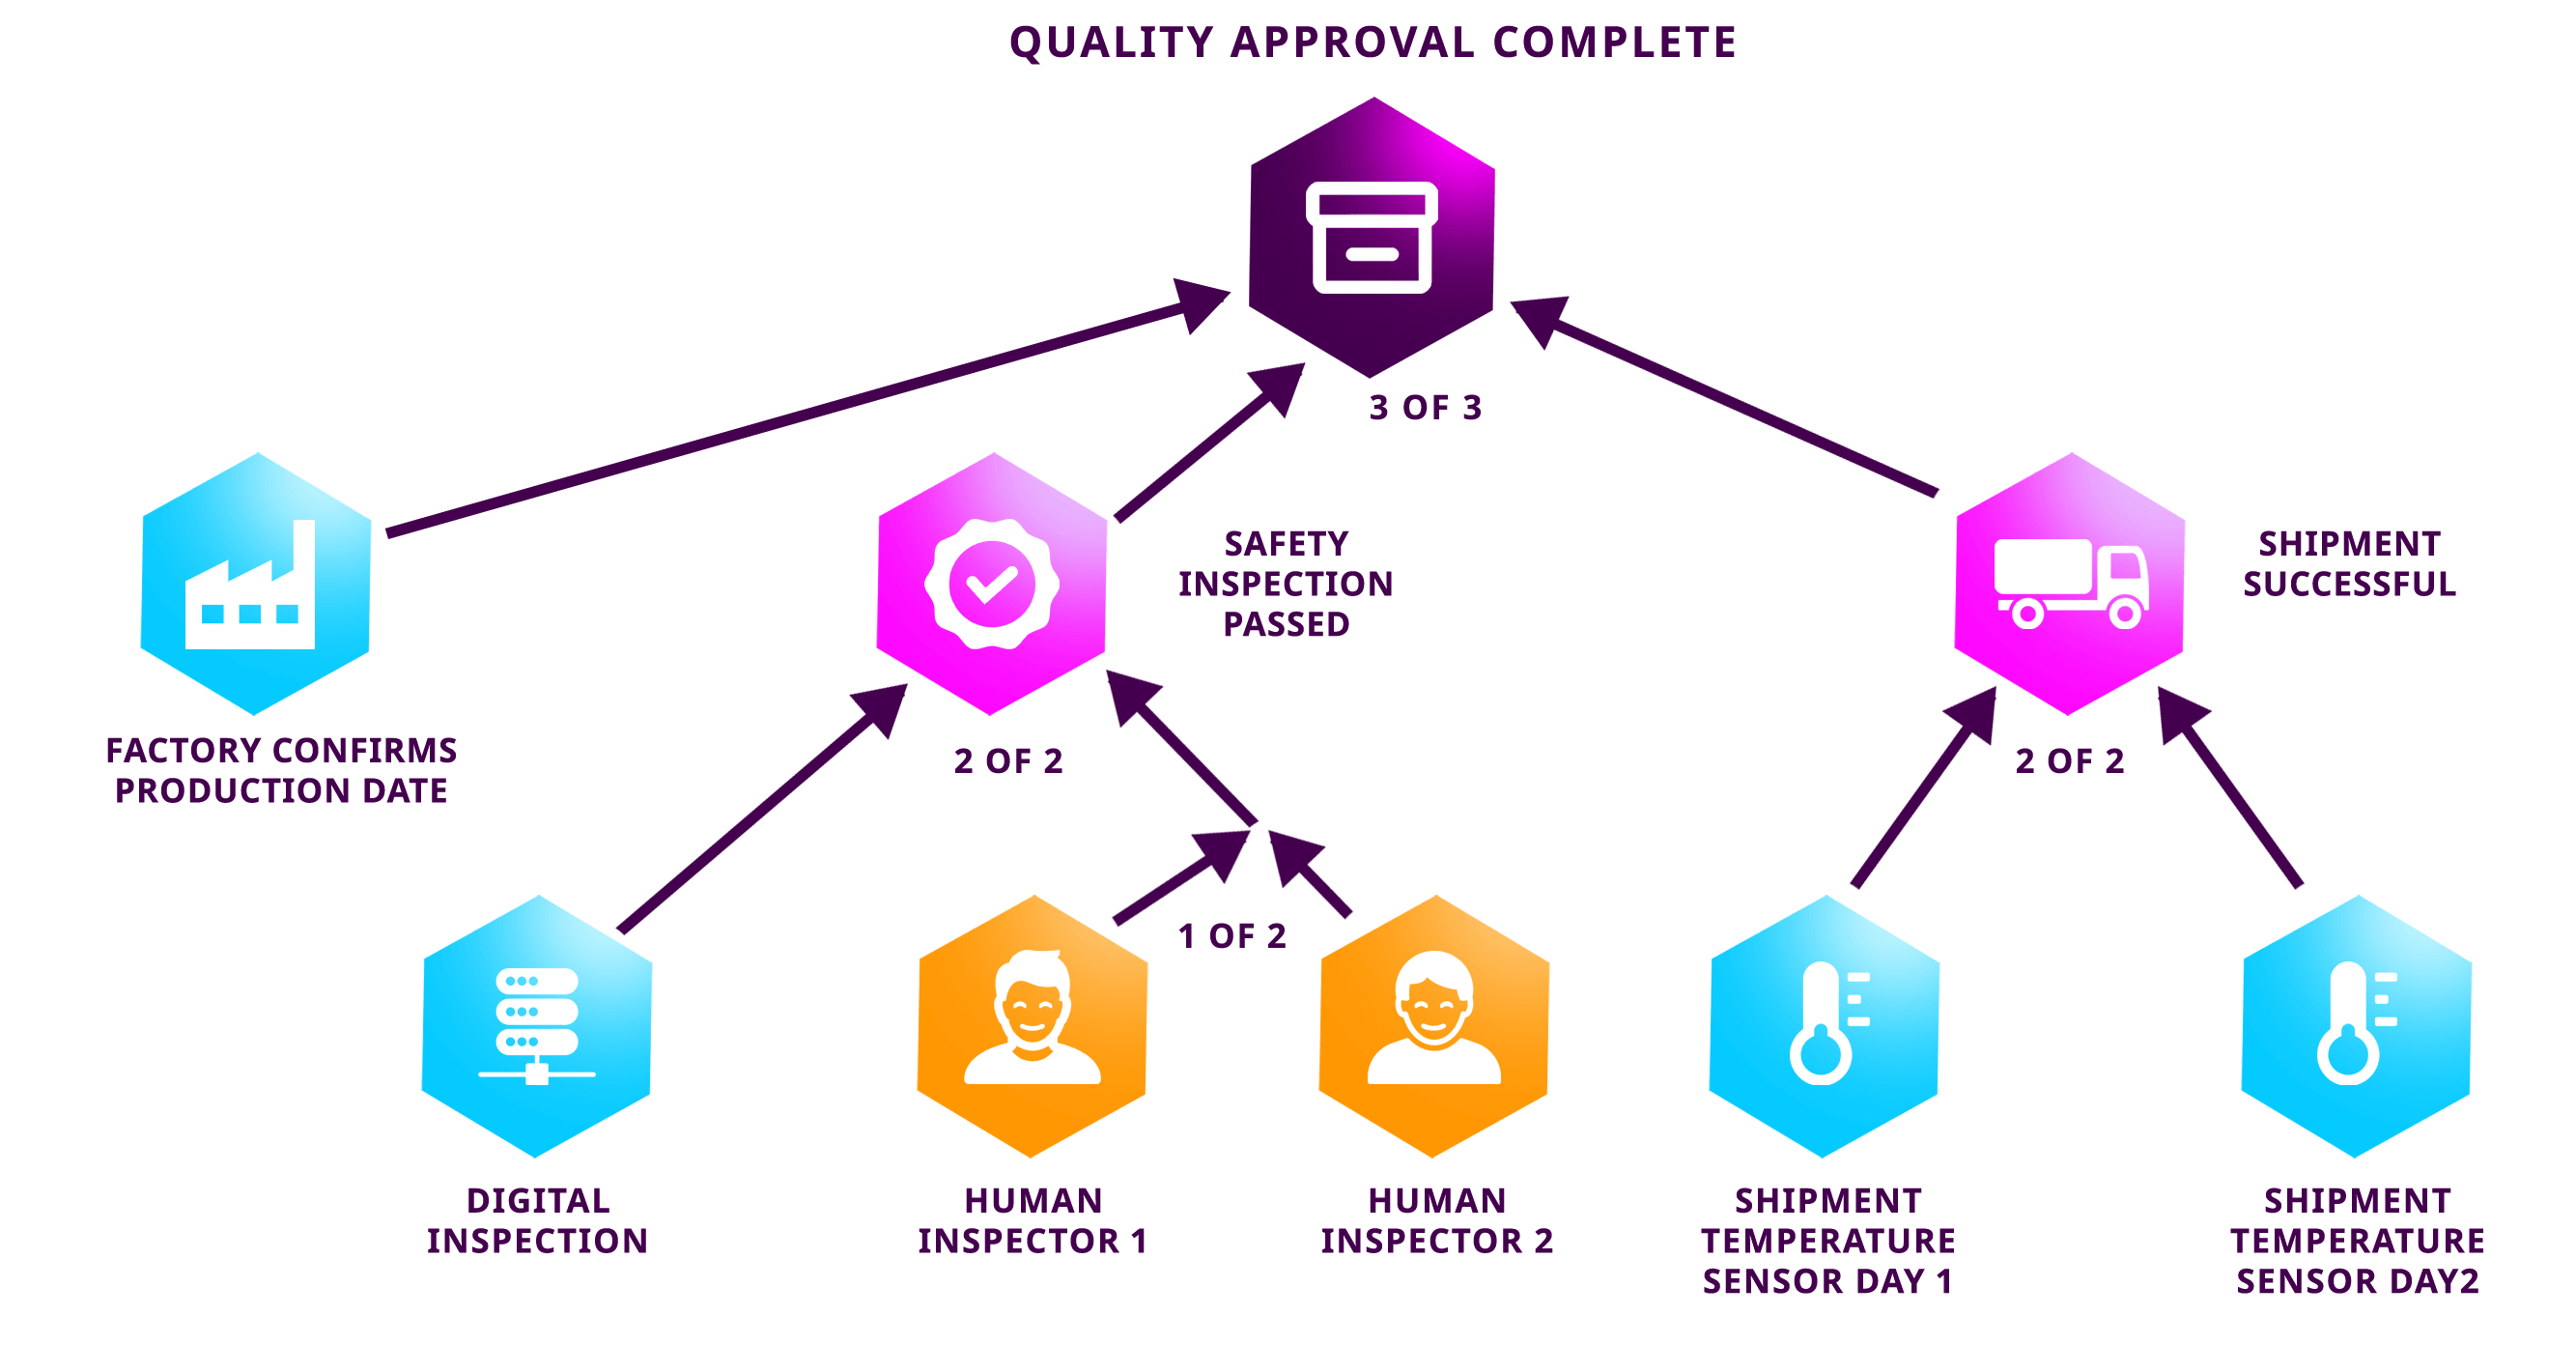 QUALITY APPROVAL COMPLETE
3 OF 3
SAFETY
INSPECTION
PASSED
SHIPMENT
SUCCESSFUL
FACTORY CONFIRMS
PRODUCTION DATE
2 OF 2
2 OF 2
1 OF 2
DIGITAL
INSPECTION
HUMAN
INSPECTOR 1
HUMAN
INSPECTOR 2
SHIPMENT
TEMPERATURE
SENSOR DAY 1
SHIPMENT
TEMPERATURE
SENSOR DAY2